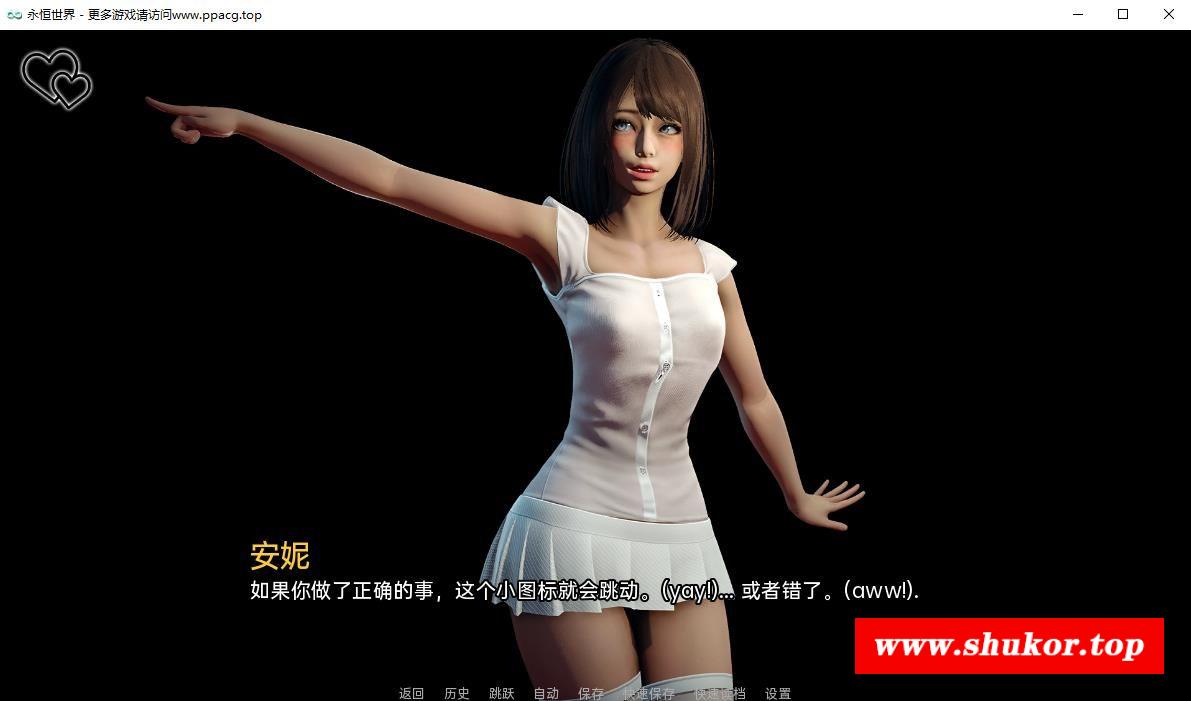 永恒世界 - 更多游戏请访问www.ppacg.top
安妮
如果你做了正确的事，这个小图标就会跳动。(yay!)... 或者错了。(aww!).
www.shukor.top
返回 历史 跳跃 自动 保存 快速保存 快速读档 设置